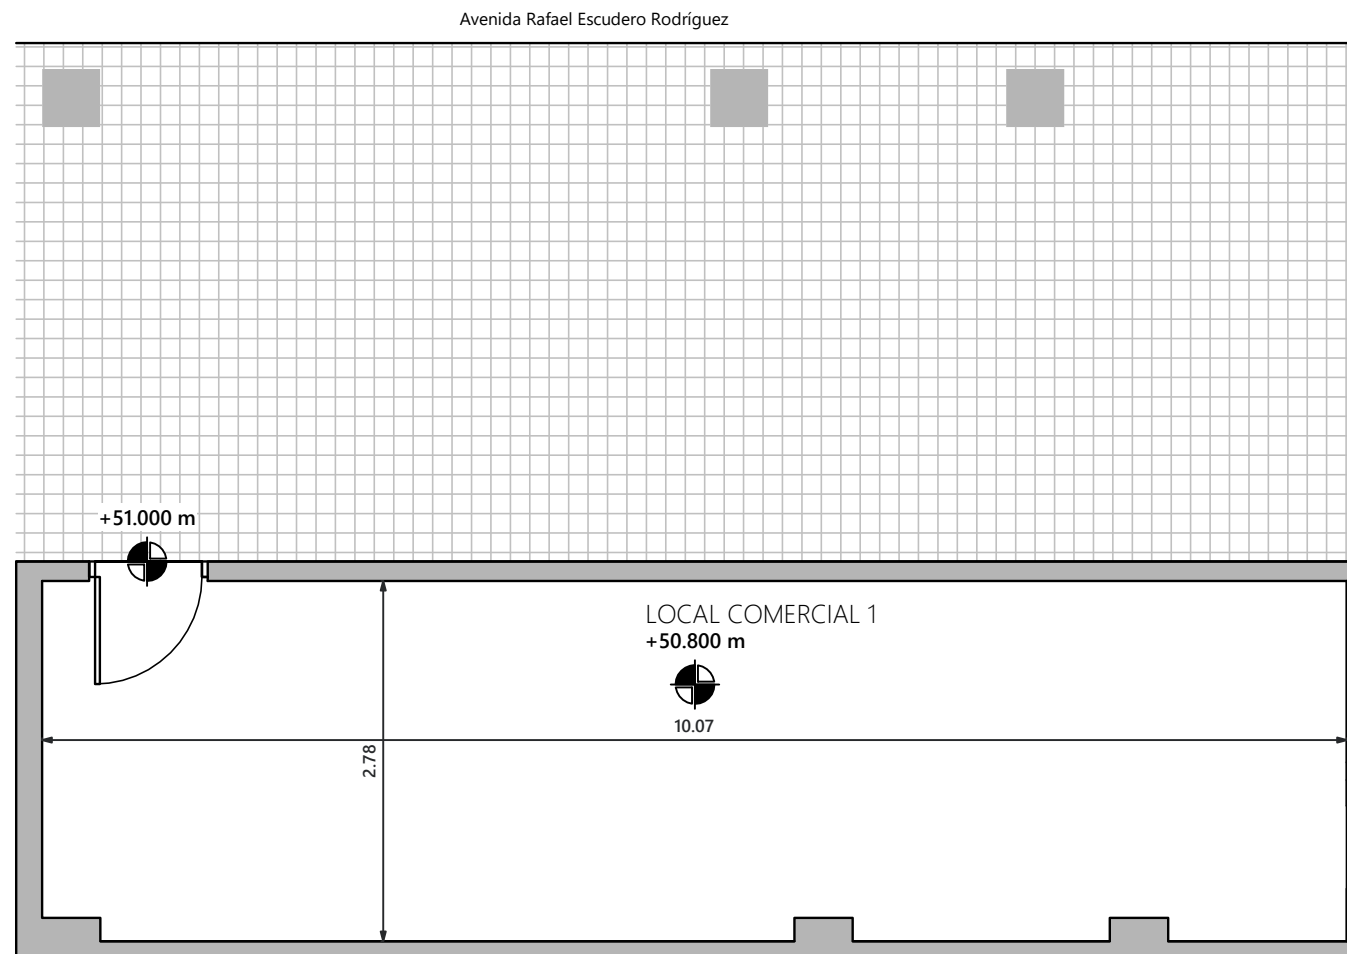 Avenida Rafael Escudero Rodríguez
+51.000 m
LOCAL COMERCIAL 1
+50.800 m
10.07
2.78